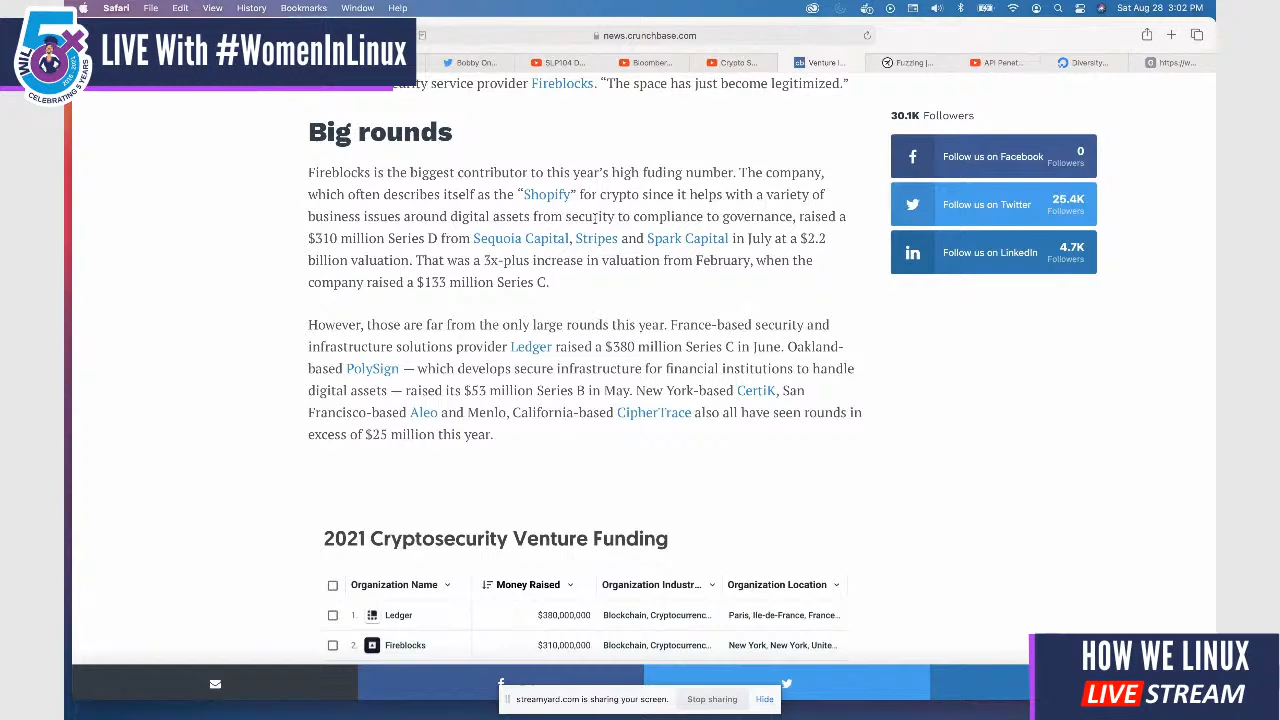 Safari File Edit View History Bookmarks Window Help
Sat Aug 28 3:02 PM
5x
WIL
2016-2021
CELEBRATING 5 YEARS
LIVE With #WomenInLinux
news.crunchbase.com
Bobby On...
SLP104 D...
Bloomber...
Crypto S...
cb Venture I...
Fuzzing J...
API Penet...
Diversity...
https://w...
security service provider Fireblocks. “The space has just become legitimized.”
Big rounds
Fireblocks is the biggest contributor to this year’s high fuding number. The company,
which often describes itself as the “Shopify” for crypto since it helps with a variety of
business issues around digital assets from security to compliance to governance, raised a
$310 million Series D from Sequoia Capital, Stripes and Spark Capital in July at a $2.2
billion valuation. That was a 3x-plus increase in valuation from February, when the
company raised a $133 million Series C.
However, those are far from the only large rounds this year. France-based security and
infrastructure solutions provider Ledger raised a $380 million Series C in June. Oakland-
based PolySign — which develops secure infrastructure for financial institutions to handle
digital assets — raised its $53 million Series B in May. New York-based CertiK, San
Francisco-based Aleo and Menlo, California-based CipherTrace also all have seen rounds in
excess of $25 million this year.
30.1K Followers
Follow us on Facebook 0 Followers
Follow us on Twitter 25.4K Followers
Follow us on LinkedIn 4.7K Followers
2021 Cryptosecurity Venture Funding
Organization Name Money Raised Organization Industr... Organization Location
1. Ledger $380,000,000 Blockchain, Cryptocurrenc... Paris, Ile-de-France, France...
2. Fireblocks $310,000,000 Blockchain, Cryptocurrenc... New York, New York, Unite...
streamyard.com is sharing your screen. Stop sharing Hide
HOW WE LINUX
LIVE STREAM